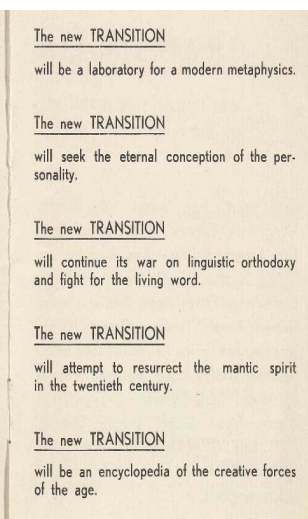 The new TRANSITION
will be a laboratory for a modern metaphysics.
The new TRANSITION
will seek the eternal conception of the per-
sonality.
The new TRANSITION
will continue its war on linguistic orthodoxy
and fight for the living word.
The new TRANSITION
will attempt to resurrect the mantic spirit
in the twentieth century.
The new TRANSITION
will be an encyclopedia of the creative forces
of the age.